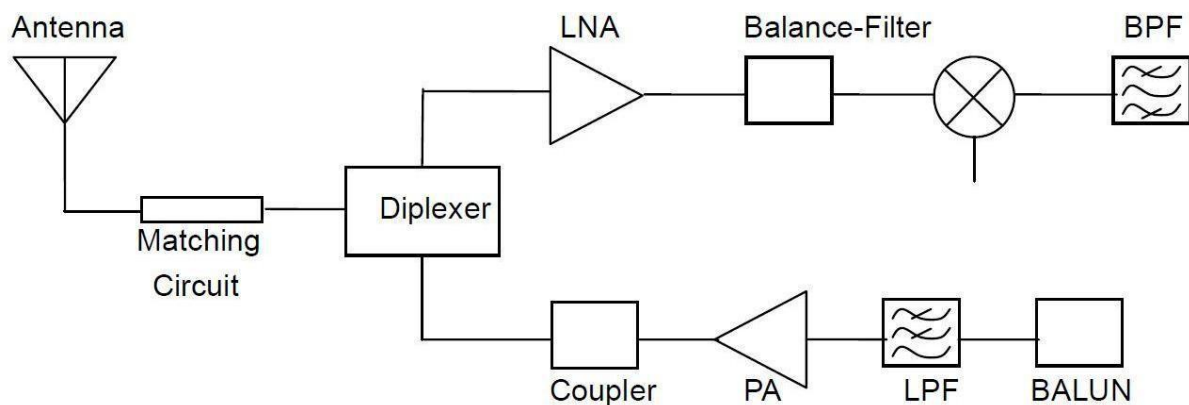 Antenna
LNA
Balance-Filter
BPF
Diplexer
Matching
Circuit
Coupler
PA
LPF
BALUN